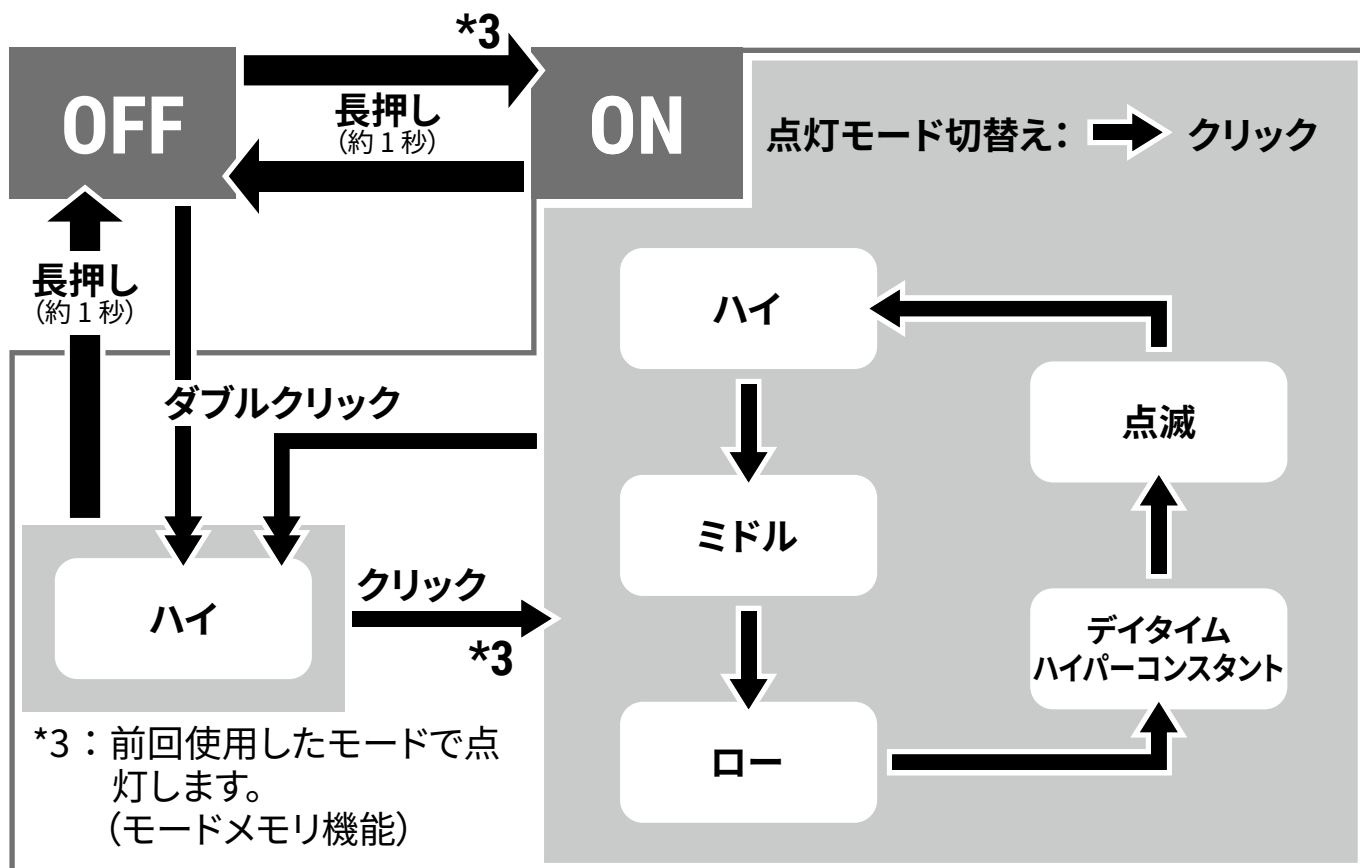 *3
OFF
長押し
（約 1 秒）
ON
点灯モード切替え：
クリック
長押し
（約 1 秒）
ダブルクリック
ハイ
クリック
*3
ハイ
ミドル
ロー
デイタイム
ハイパーコンスタント
点滅
*3：前回使用したモードで点
灯します。
（モードメモリ機能）